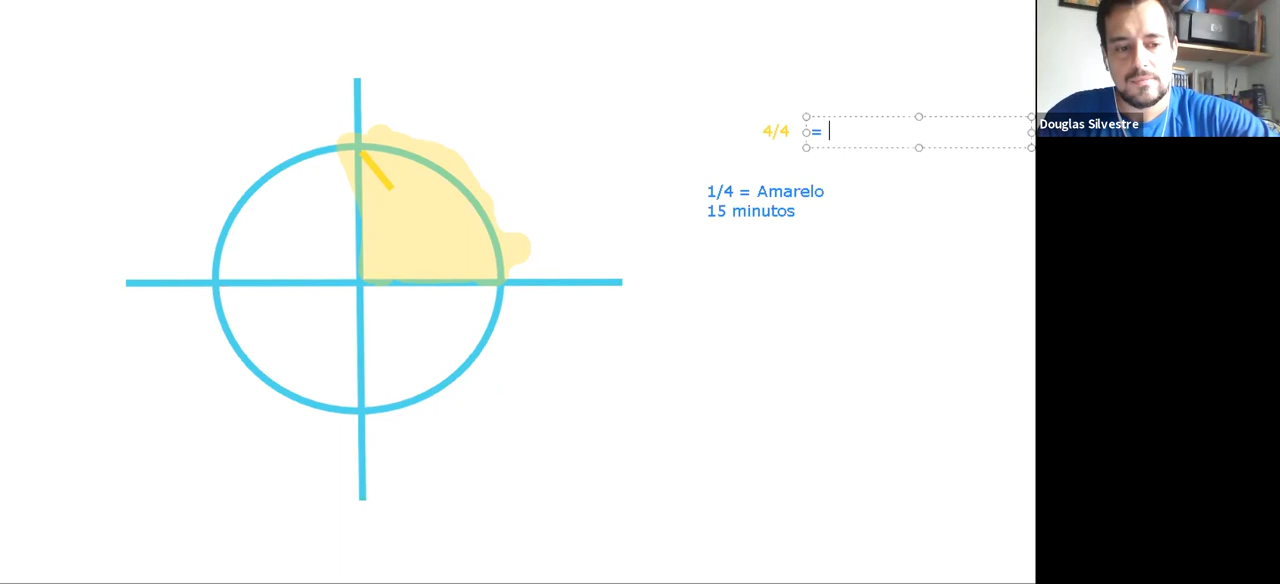 4/4 =
Douglas Silvestre
1/4 = Amarelo
15 minutos